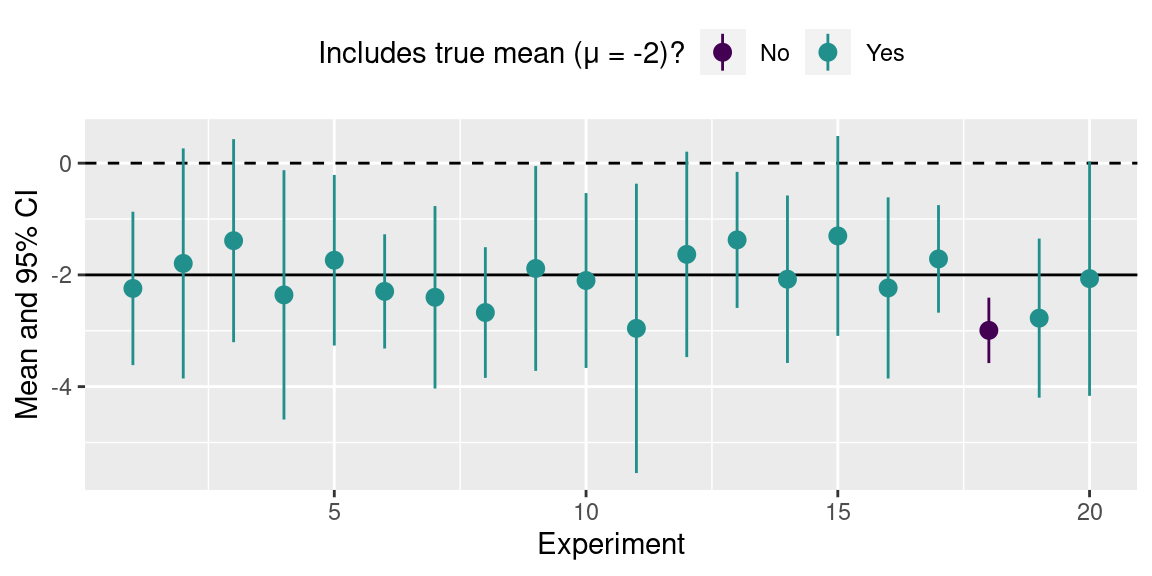 Includes true mean (μ = -2)? No Yes
Mean and 95% CI
0
-2
-4
5 10 15 20
Experiment